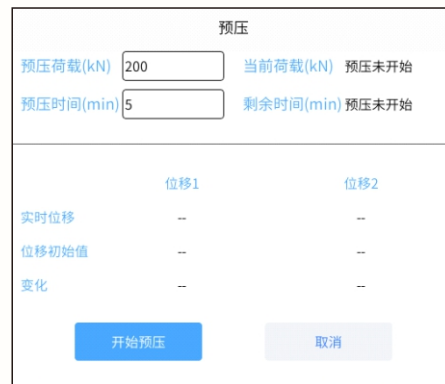 预压
预压荷载(kN) 200 当前荷载(kN) 预压未开始
预压时间(min) 5 剩余时间(min) 预压未开始
位移1 位移2
实时位移 -- --
位移初始值 -- --
变化 -- --
开始预压 取消